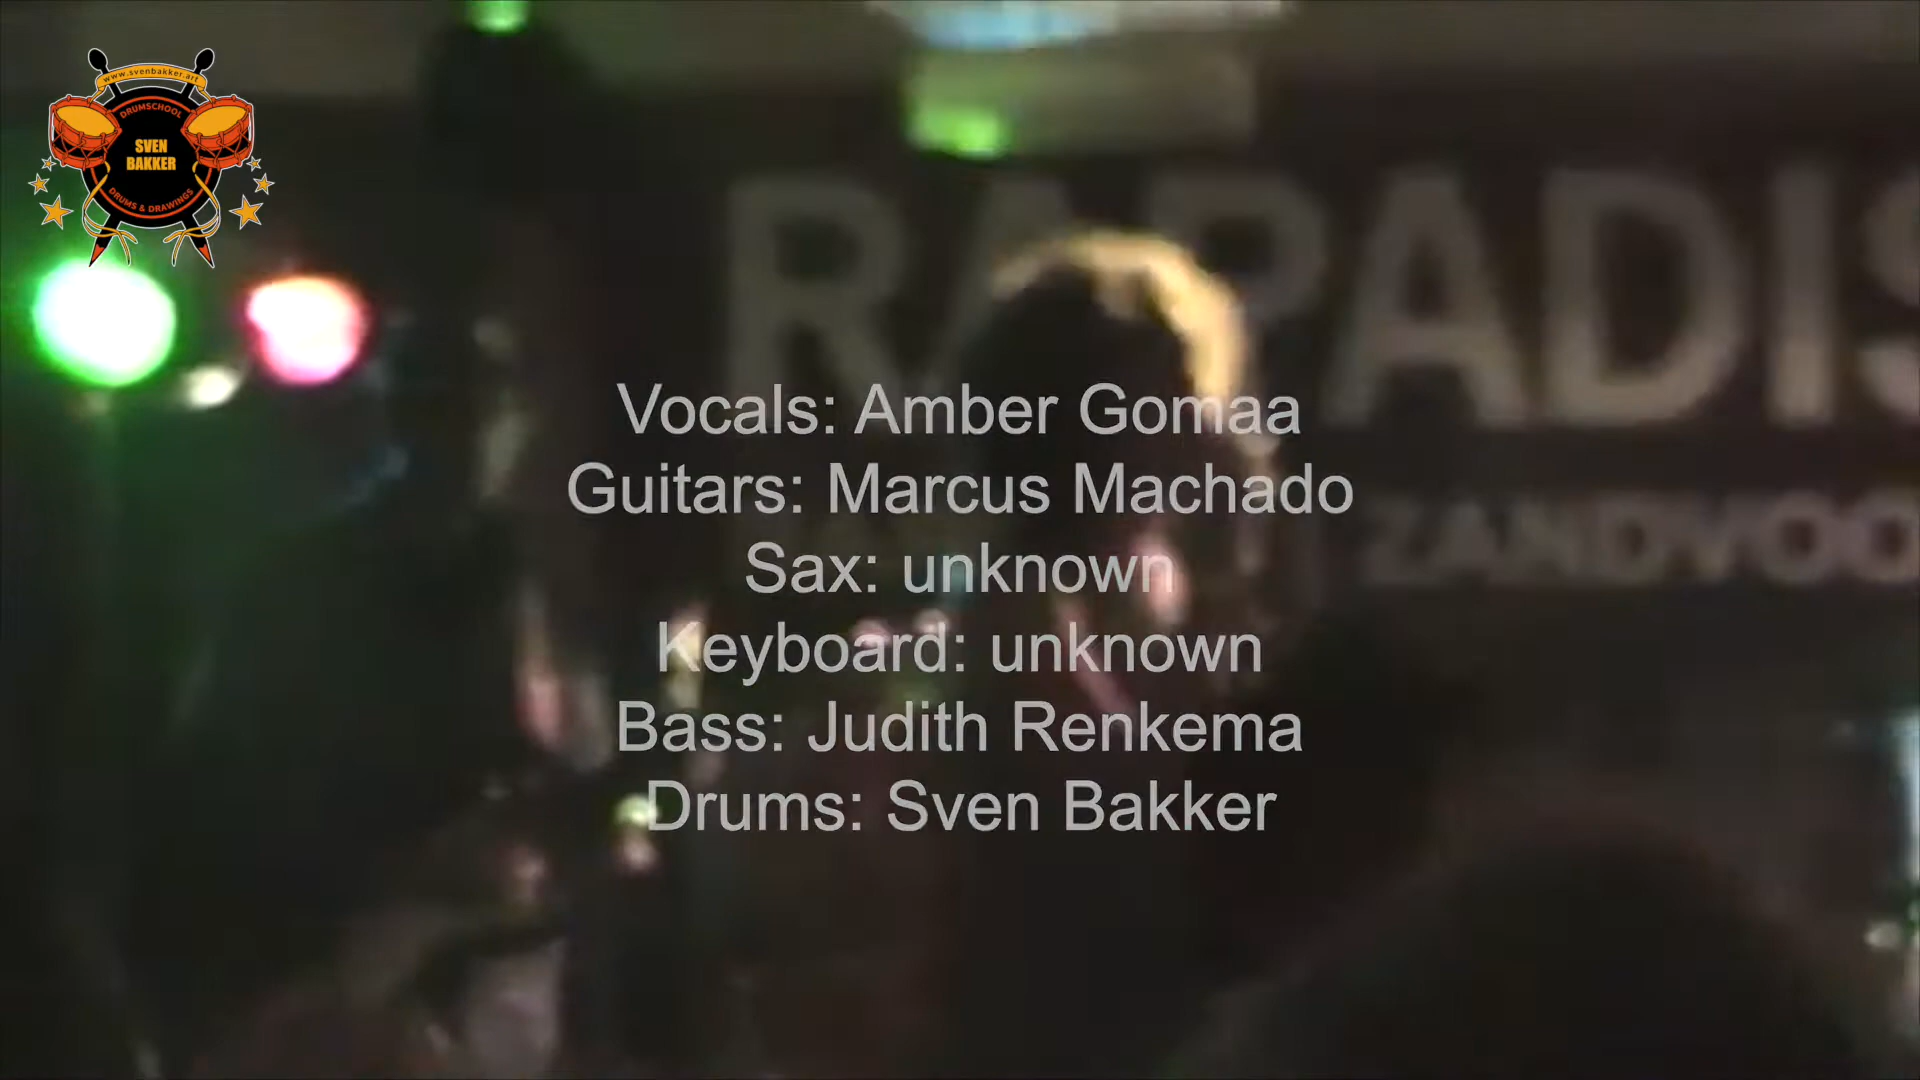 www.svenbakker.art
DRUMSCHOOL
SVEN
BAKKER
DRUMS & DRAWINGS
Vocals: Amber Gomaa
Guitars: Marcus Machado
Sax: unknown
Keyboard: unknown
Bass: Judith Renkema
Drums: Sven Bakker